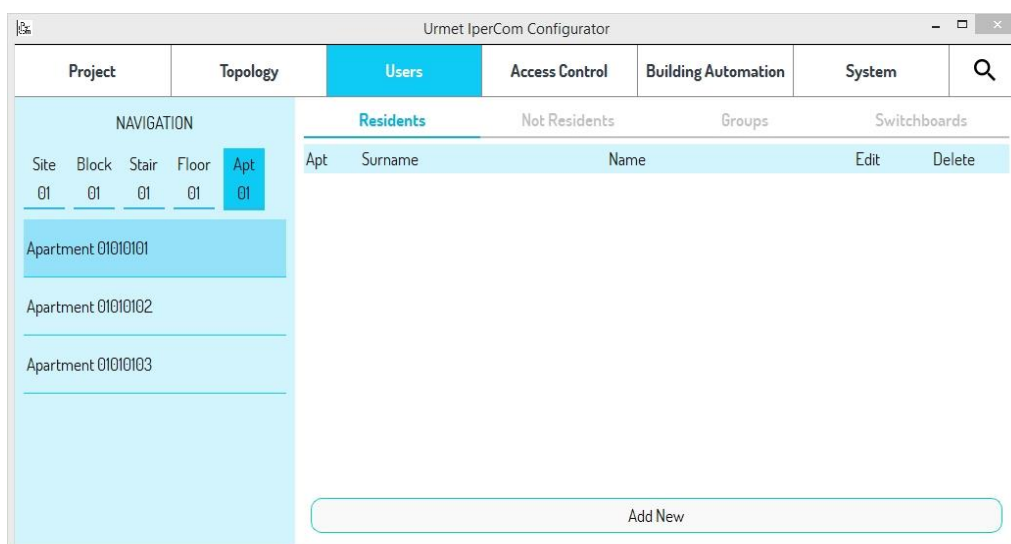 Urmet IperCom Configurator
Project Topology Users Access Control Building Automation System
NAVIGATION
Site Block Stair Floor Apt
01 01 01 01 01
Apartment 01010101
Apartment 01010102
Apartment 01010103
Residents Not Residents Groups Switchboards
Apt Surname Name Edit Delete
Add New